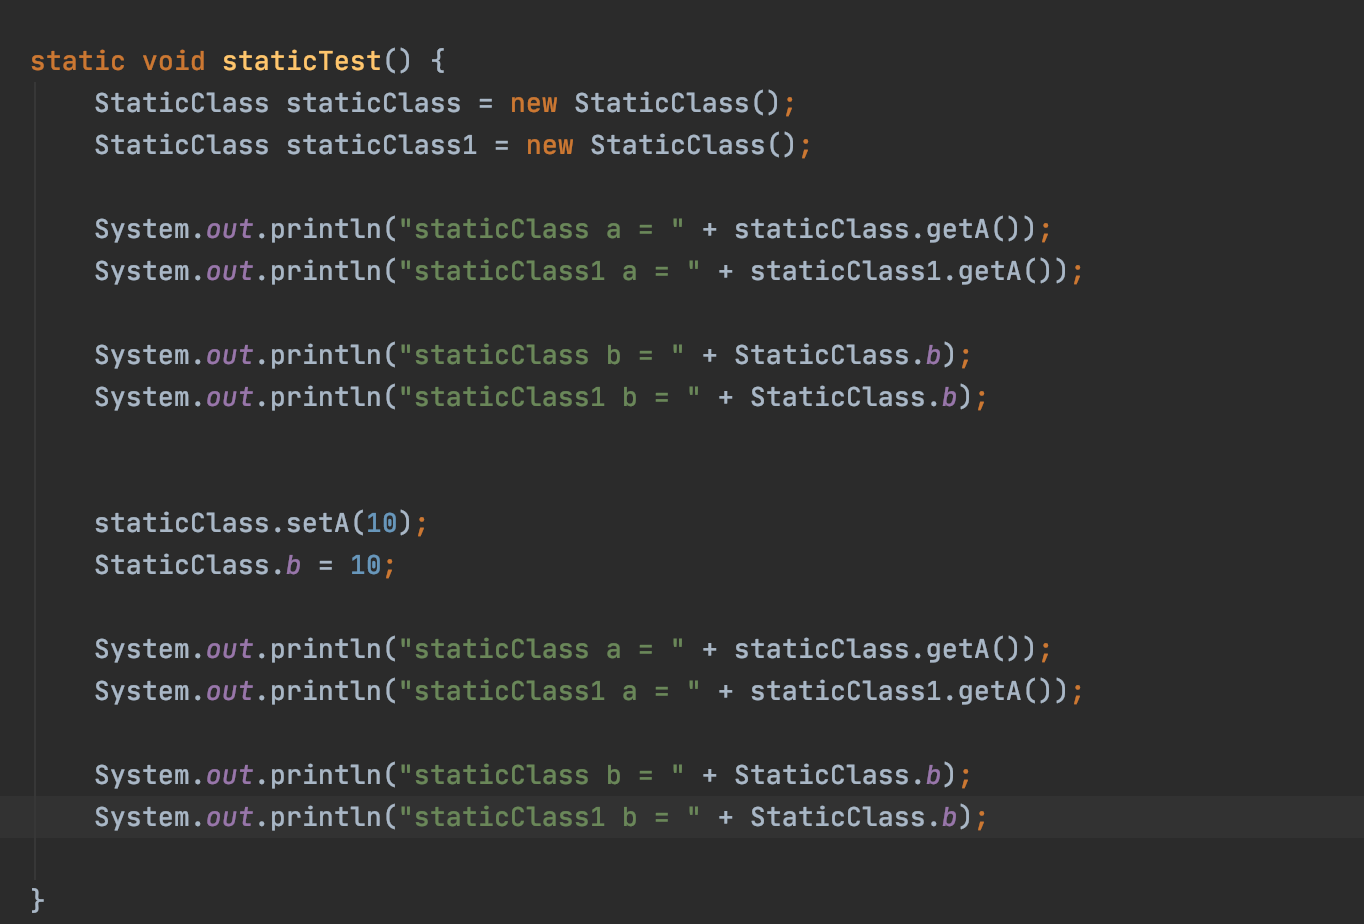 static void staticTest() {
StaticClass staticClass = new StaticClass();
StaticClass staticClass1 = new StaticClass();
System.out.println("staticClass a = " + staticClass.getA());
System.out.println("staticClass1 a = " + staticClass1.getA());
System.out.println("staticClass b = " + StaticClass.b);
System.out.println("staticClass1 b = " + StaticClass.b);
staticClass.setA(10);
StaticClass.b = 10;
System.out.println("staticClass a = " + staticClass.getA());
System.out.println("staticClass1 a = " + staticClass1.getA());
System.out.println("staticClass b = " + StaticClass.b);
System.out.println("staticClass1 b = " + StaticClass.b);
}